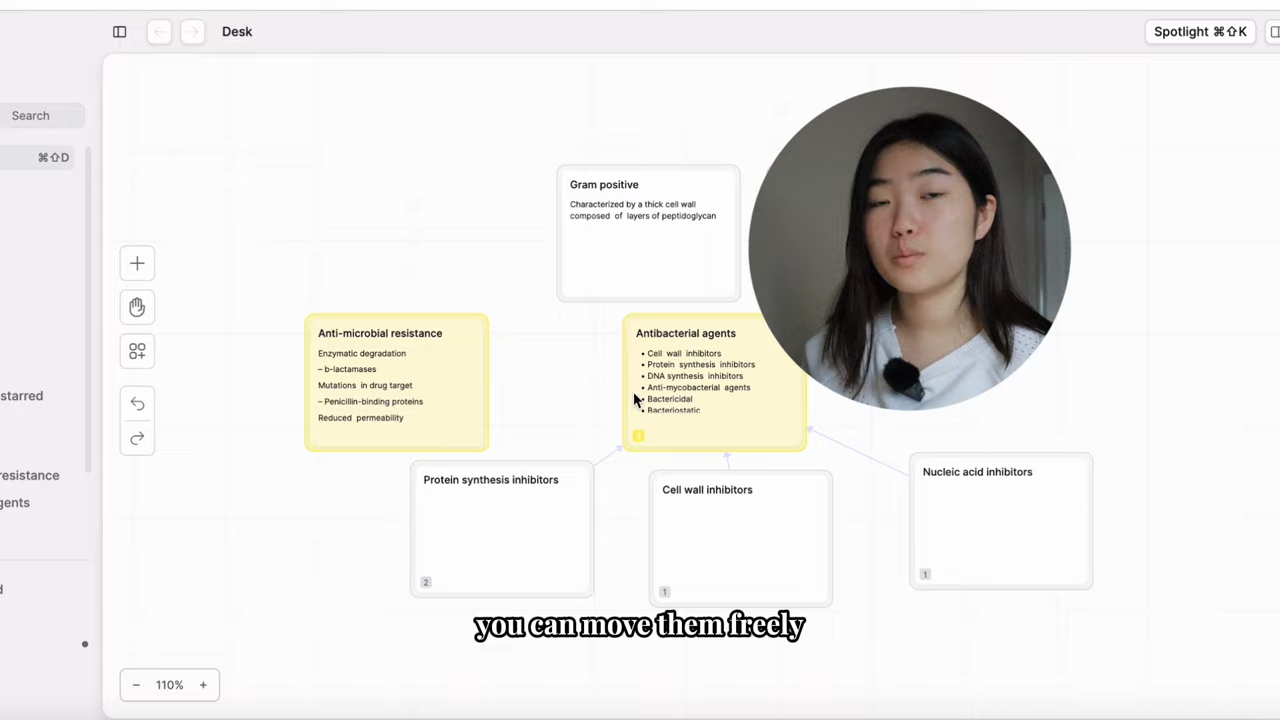 Desk
Spotlight ⌘⇧K
Search
⌘⇧D
Gram positive
Characterized by a thick cell wall
composed of layers of peptidoglycan
Anti-microbial resistance
Enzymatic degradation
– b-lactamases
Mutations in drug target
– Penicillin-binding proteins
Reduced permeability
Antibacterial agents
• Cell wall inhibitors
• Protein synthesis inhibitors
• DNA synthesis inhibitors
• Anti-mycobacterial agents
• Bactericidal
• Bacteriostatic
starred
resistance
gents
d
Protein synthesis inhibitors
2
Cell wall inhibitors
1
Nucleic acid inhibitors
1
you can move them freely
− 110% +